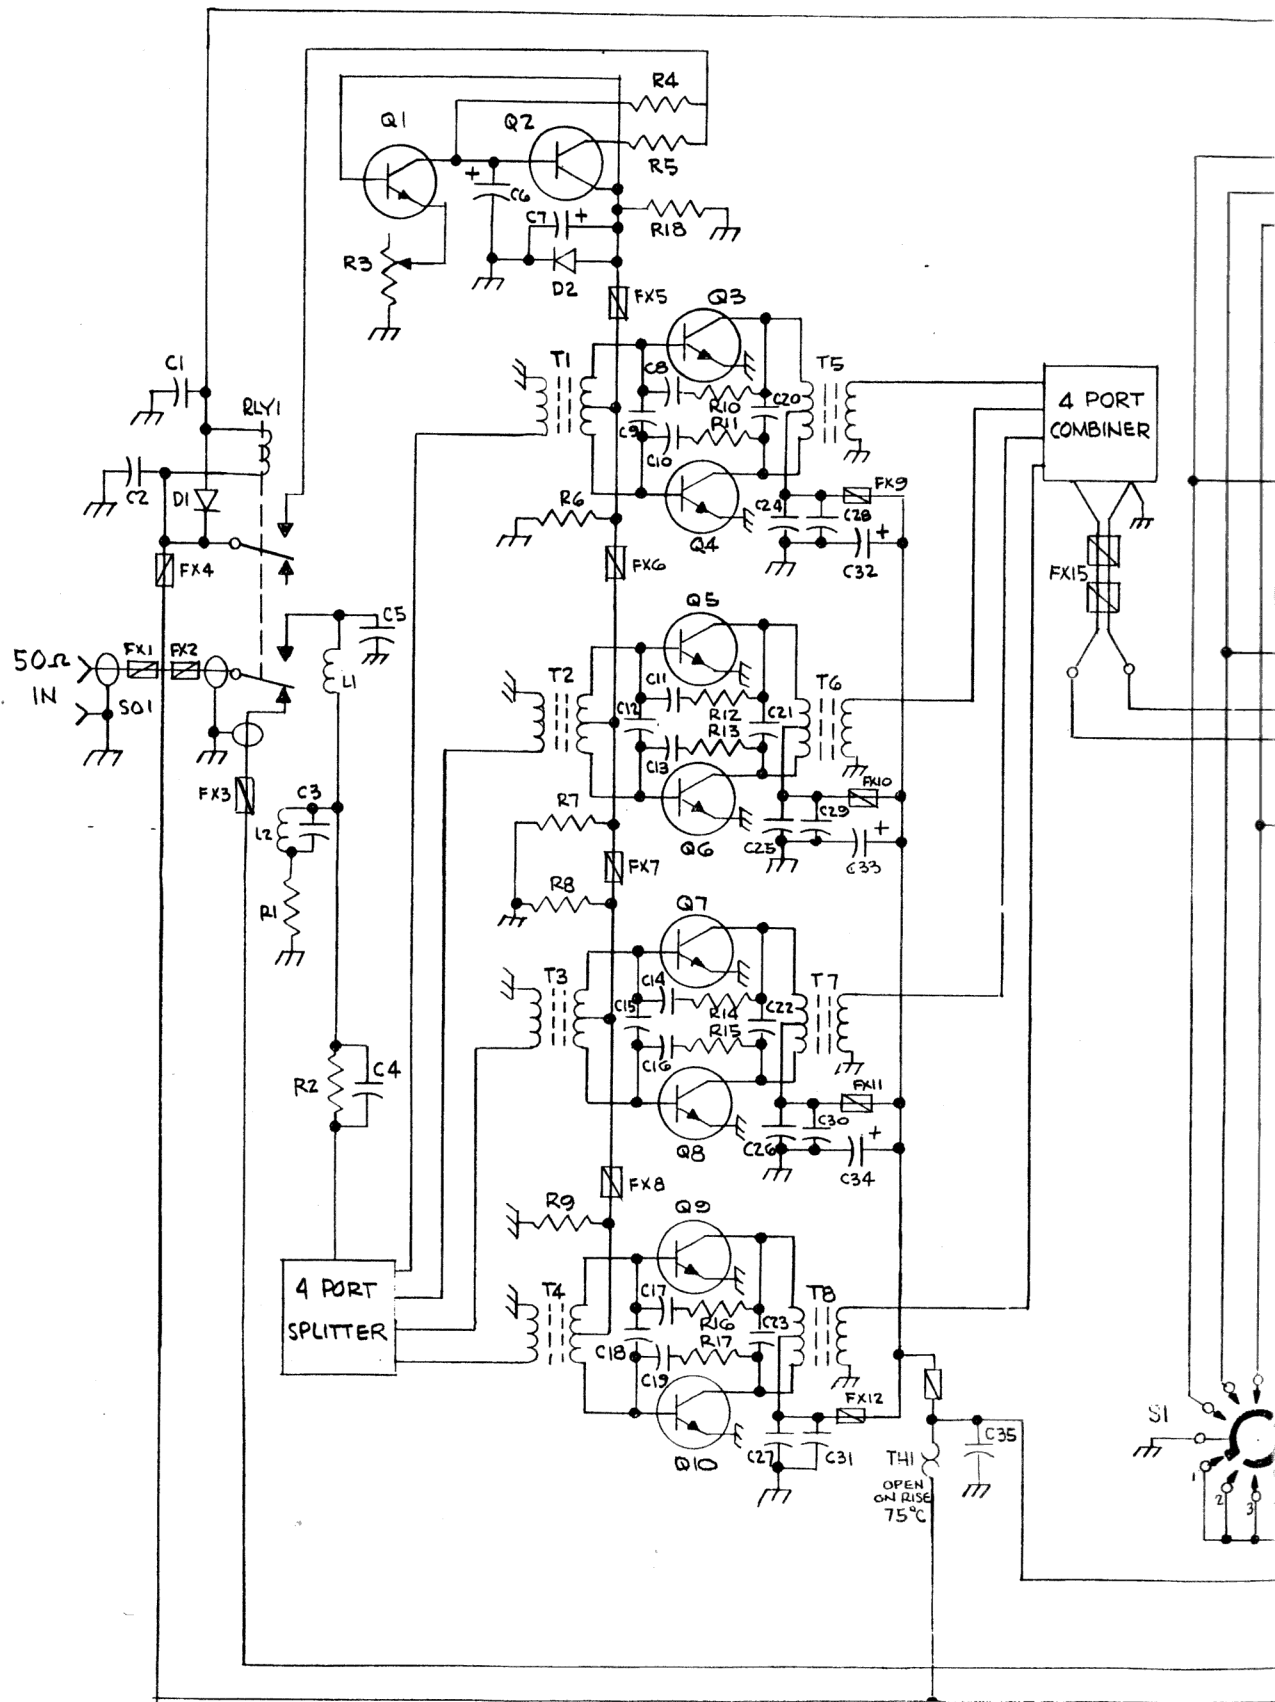 R4
Q1
Q2
R5
+
C6
C7
+
R18
R3
D2
FX5
Q3
C1
T1
C8
T5
RLY1
R10
C20
4 PORT
COMBINER
C9
R11
C10
C2
D1
FX9
R6
C24
C28
+
FX4
Q4
C32
FX6
FX15
Q5
C5
50Ω
IN
FX1
FX2
L1
SO1
T2
C11
T6
C12
R12
C21
R13
C13
FX3
C3
FX10
R7
C29
+
L2
Q6
C25
C33
FX7
R8
R1
Q7
T3
C14
T7
C15
R14
C22
R15
C16
R2
C4
FX11
C30
+
Q8
C26
C34
FX8
R9
Q9
4 PORT
SPLITTER
T4
C17
T8
R16
C23
C18
R17
C19
FX12
S1
C35
Q10
C27
C31
TH1
OPEN
ON RISE
75°C
1
2
3